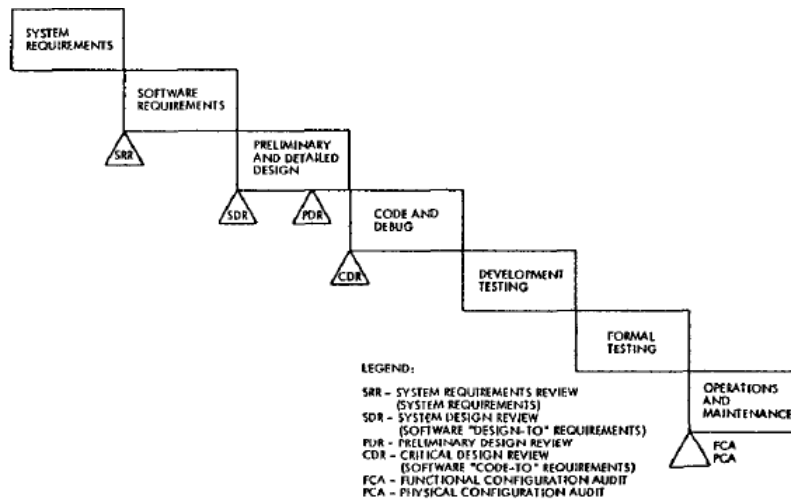 SYSTEM
REQUIREMENTS
SOFTWARE
REQUIREMENTS
SRR
PRELIMINARY
AND DETAILED
DESIGN
SDR
PDR
CODE AND
DEBUG
CDR
DEVELOPMENT
TESTING
FORMAL
TESTING
OPERATIONS
AND
MAINTENANCE
FCA
PCA
LEGEND:
SRR - SYSTEM REQUIREMENTS REVIEW
(SYSTEM REQUIREMENTS)
SDR - SYSTEM DESIGN REVIEW
(SOFTWARE "DESIGN-TO" REQUIREMENTS)
PDR - PRELIMINARY DESIGN REVIEW
CDR - CRITICAL DESIGN REVIEW
(SOFTWARE "CODE-TO" REQUIREMENTS)
FCA - FUNCTIONAL CONFIGURATION AUDIT
PCA - PHYSICAL CONFIGURATION AUDIT